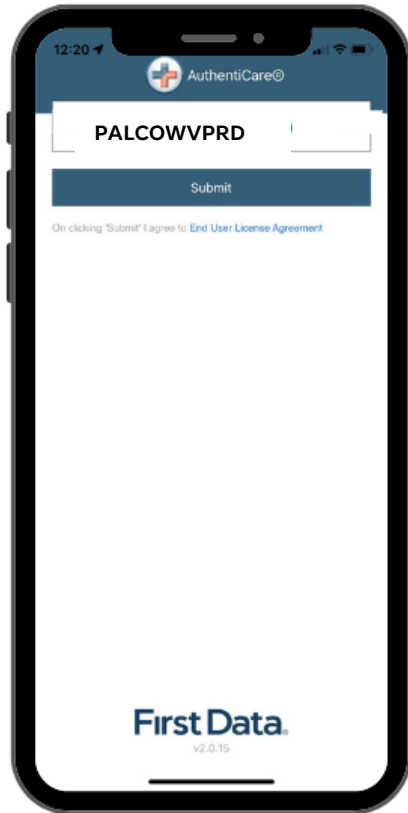 12:20
AuthentiCare®
PALCOWVPRD
Submit
On clicking 'Submit' I agree to End User License Agreement
First Data.
v2.0.15